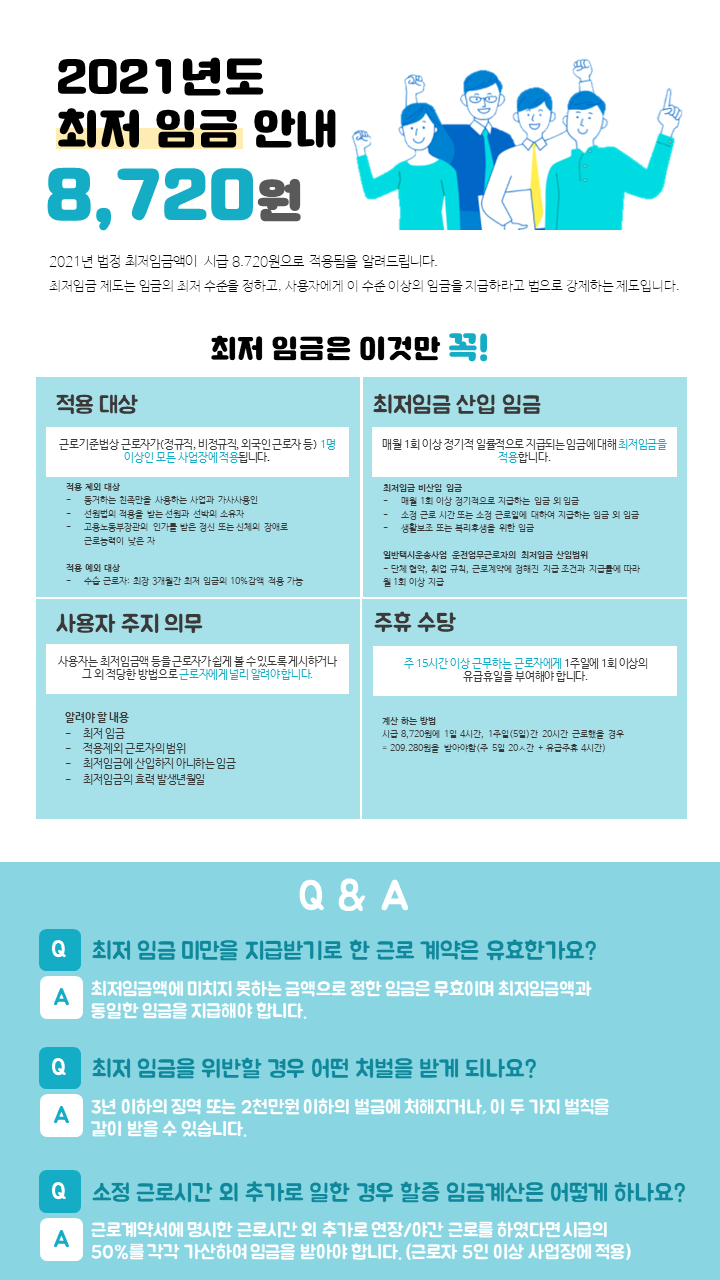 2021년도
최저 임금 안내
8,720원
2021년 법정 최저임금액이 시급 8.720원으로 적용됨을 알려드립니다.
최저임금 제도는 임금의 최저 수준을 정하고, 사용자에게 이 수준 이상의 임금을 지급하라고 법으로 강제하는 제도입니다.
최저 임금은 이것만 꼭!
적용 대상
근로기준법상 근로자가(정규직, 비정규직, 외국인 근로자 등) 1명
이상인 모든 사업장에 적용됩니다.
적용 제외 대상
- 동거하는 친족만을 사용하는 사업과 가사사용인
- 선원법의 적용을 받는 선원과 선박의 소유자
- 고용노동부장관의 인가를 받은 정신 또는 신체의 장애로
근로능력이 낮은 자
적용 예외 대상
- 수습 근로자: 최장 3개월간 최저 임금의 10%감액 적용 가능
최저임금 산입 임금
매월 1회 이상 정기적 일률적으로 지급되는 임금에 대해 최저임금을
적용합니다.
최저임금 비산입 임금
- 매월 1회 이상 정기적으로 지급하는 임금 외 임금
- 소정 근로 시간 또는 소정 근로일에 대하여 지급하는 임금 외 임금
- 생활보조 또는 복리후생을 위한 임금
일반택시운송사업 운전업무근로자의 최저임금 산입범위
- 단체 협약, 취업 규칙, 근로계약에 정해진 지급 조건과 지급률에 따라
월 1회 이상 지급
사용자 주지 의무
사용자는 최저임금액 등을 근로자가 쉽게 볼 수 있도록 게시하거나
그 외 적당한 방법으로 근로자에게 널리 알려야 합니다.
알려야 할 내용
- 최저 임금
- 적용제외 근로자의 범위
- 최저임금에 산입하지 아니하는 임금
- 최저임금의 효력 발생년월일
주휴 수당
주 15시간 이상 근무하는 근로자에게 1주일에 1회 이상의
유급휴일을 부여해야 합니다.
계산 하는 방법
시급 8,720원에 1일 4시간, 1주일(5일)간 20시간 근로했을 경우
= 209.280원을 받아야함(주 5일 20ㅅ간 + 유급주휴 4시간)
Q & A
Q 최저 임금 미만을 지급받기로 한 근로 계약은 유효한가요?
A 최저임금액에 미치지 못하는 금액으로 정한 임금은 무효이며 최저임금액과
동일한 임금을 지급해야 합니다.
Q 최저 임금을 위반할 경우 어떤 처벌을 받게 되나요?
A 3년 이하의 징역 또는 2천만원 이하의 벌금에 처해지거나, 이 두 가지 벌칙을
같이 받을 수 있습니다.
Q 소정 근로시간 외 추가로 일한 경우 할증 임금계산은 어떻게 하나요?
A 근로계약서에 명시한 근로시간 외 추가로 연장/야간 근로를 하였다면 시급의
50%를 각각 가산하여 임금을 받아야 합니다. (근로자 5인 이상 사업장에 적용)